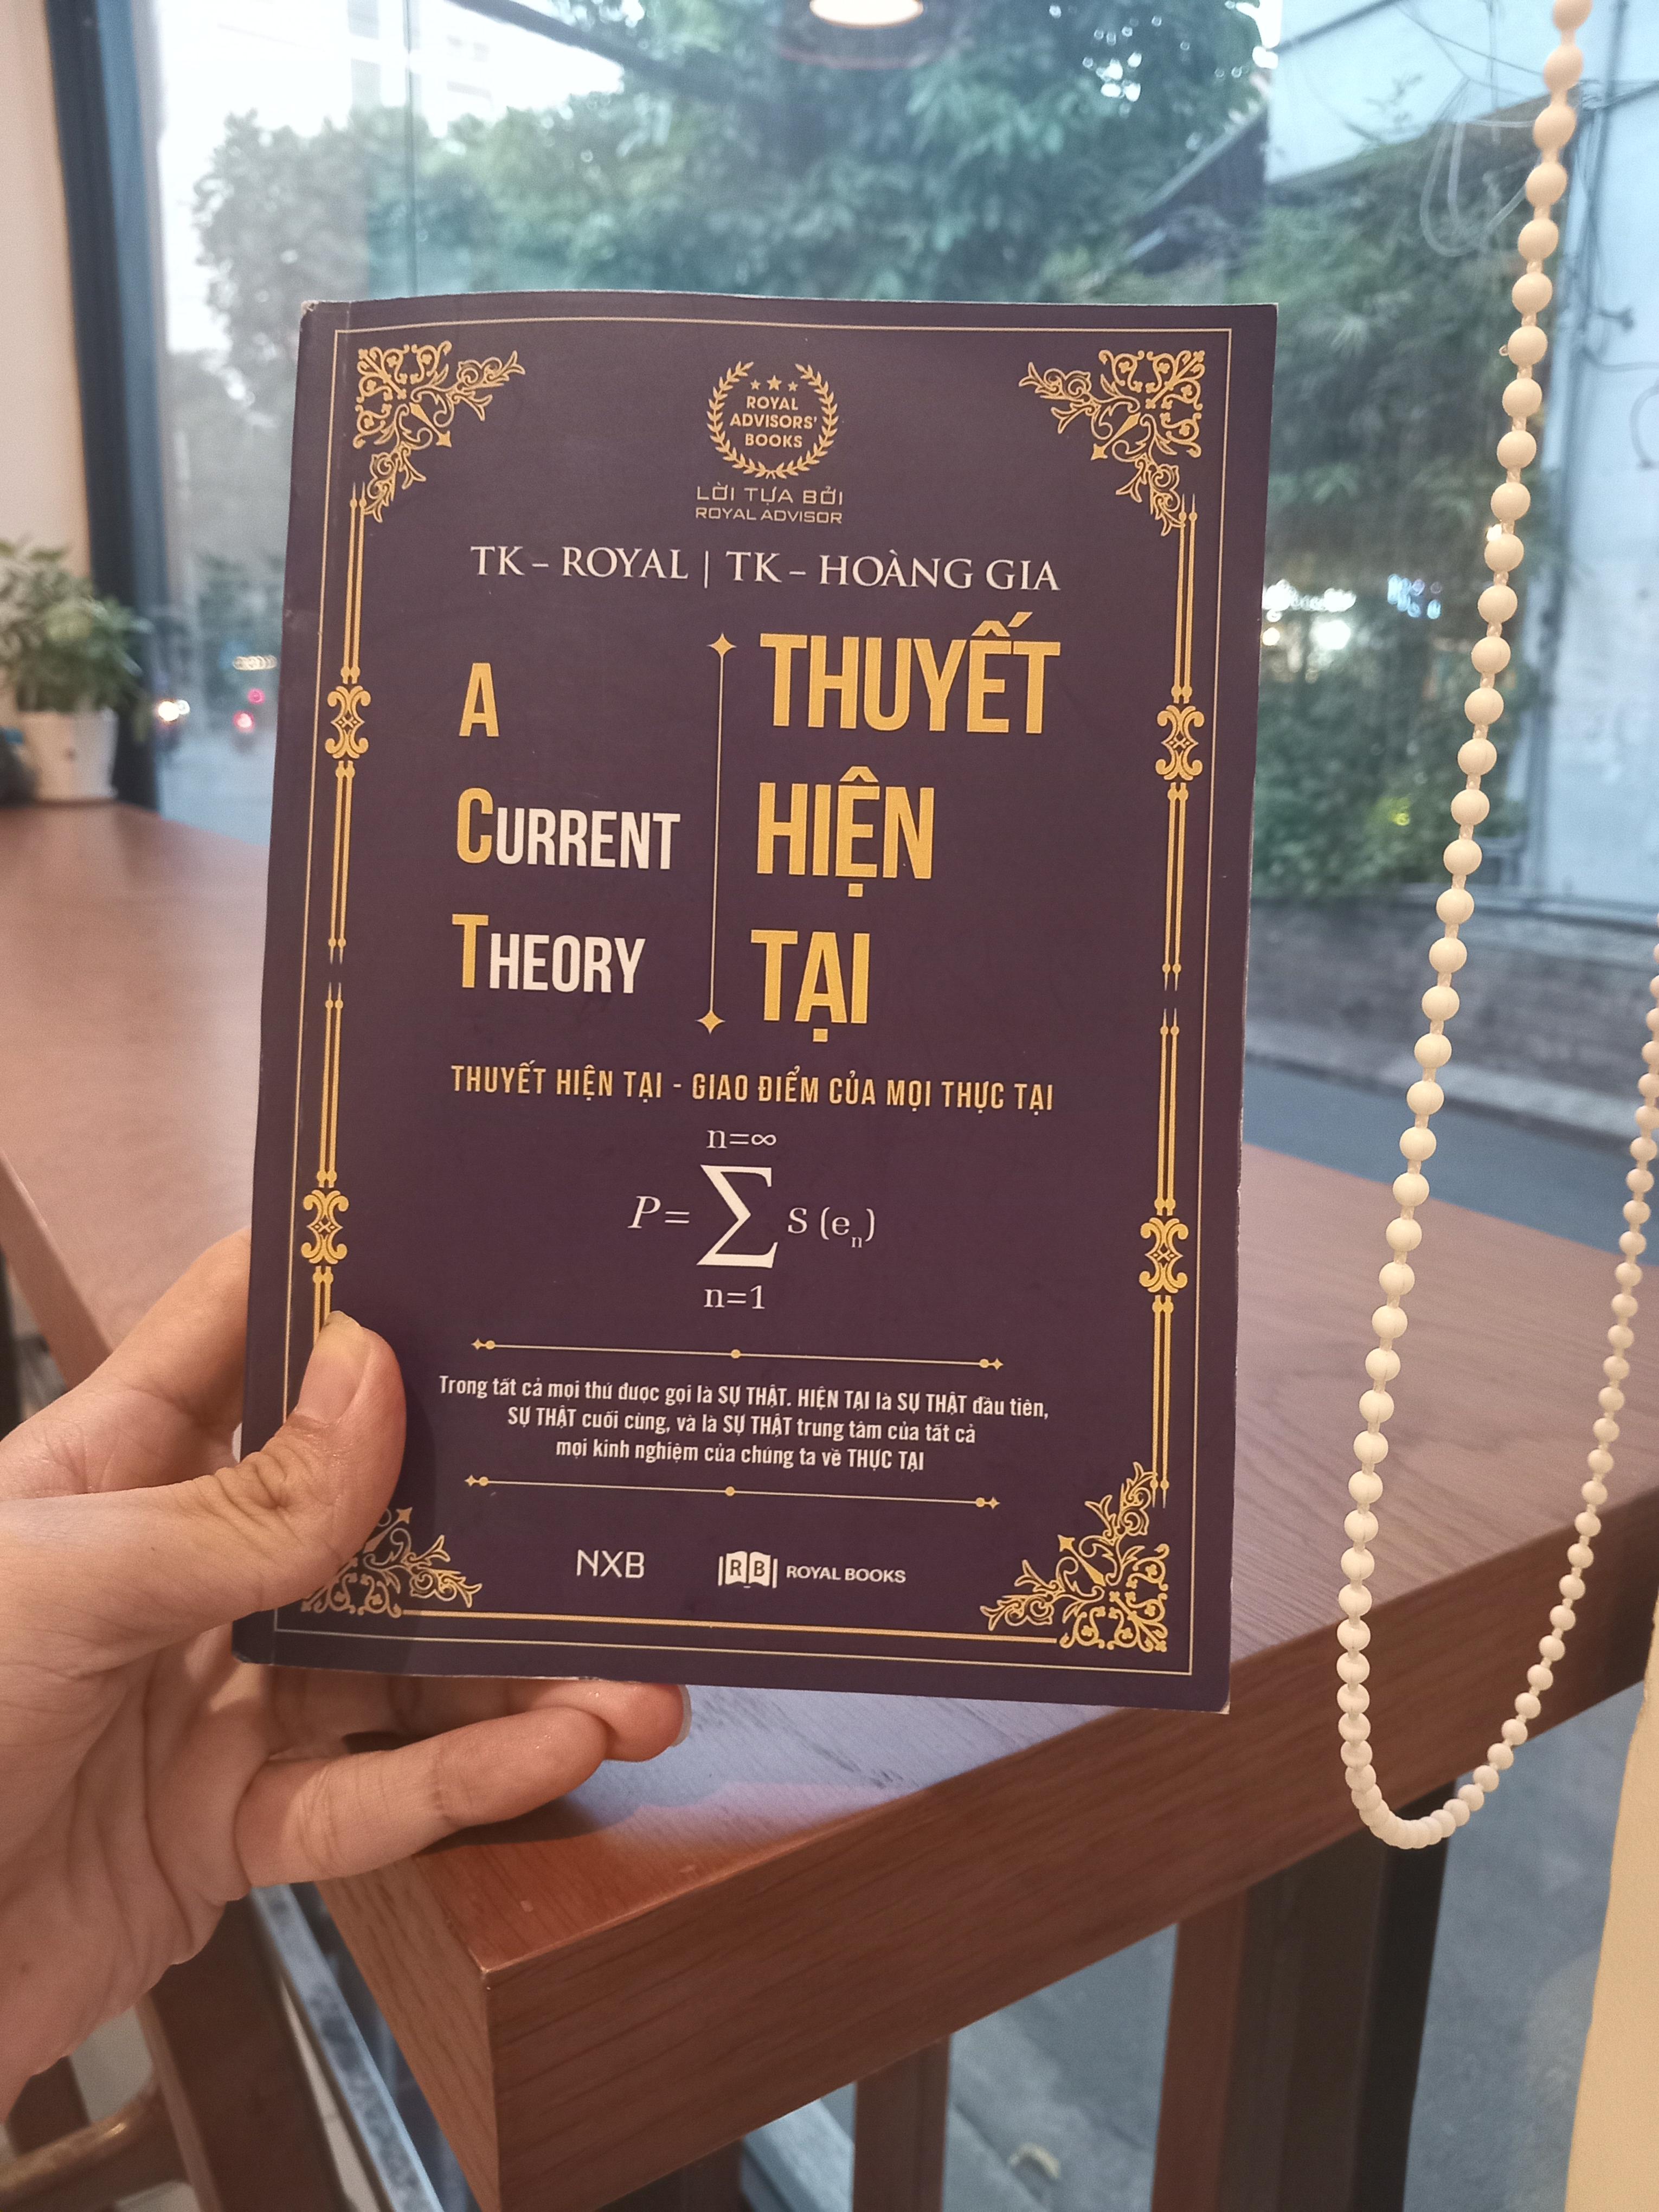 ROYAL
ADVISORS'
BOOKS
LỜI TỰA BỞI
ROYAL ADVISOR
TK – ROYAL | TK – HOÀNG GIA
A
CURRENT
THEORY
THUYẾT
HIỆN
TẠI
THUYẾT HIỆN TẠI - GIAO ĐIỂM CỦA MỌI THỰC TẠI
n=∞
P= ∑ S (eₙ)
n=1
Trong tất cả mọi thứ được gọi là SỰ THẬT. HIỆN TẠI là SỰ THẬT đầu tiên,
SỰ THẬT cuối cùng, và là SỰ THẬT trung tâm của tất cả
mọi kinh nghiệm của chúng ta về THỰC TẠI
NXB
RB ROYAL BOOKS